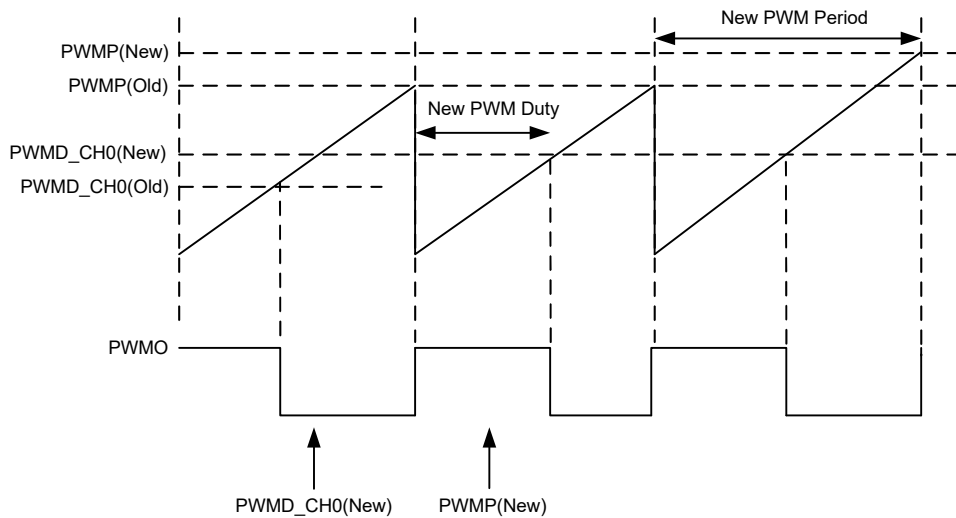 New PWM Period
PWMP(New)
PWMP(Old)
New PWM Duty
PWMD_CH0(New)
PWMD_CH0(Old)
PWMO
PWMD_CH0(New)
PWMP(New)